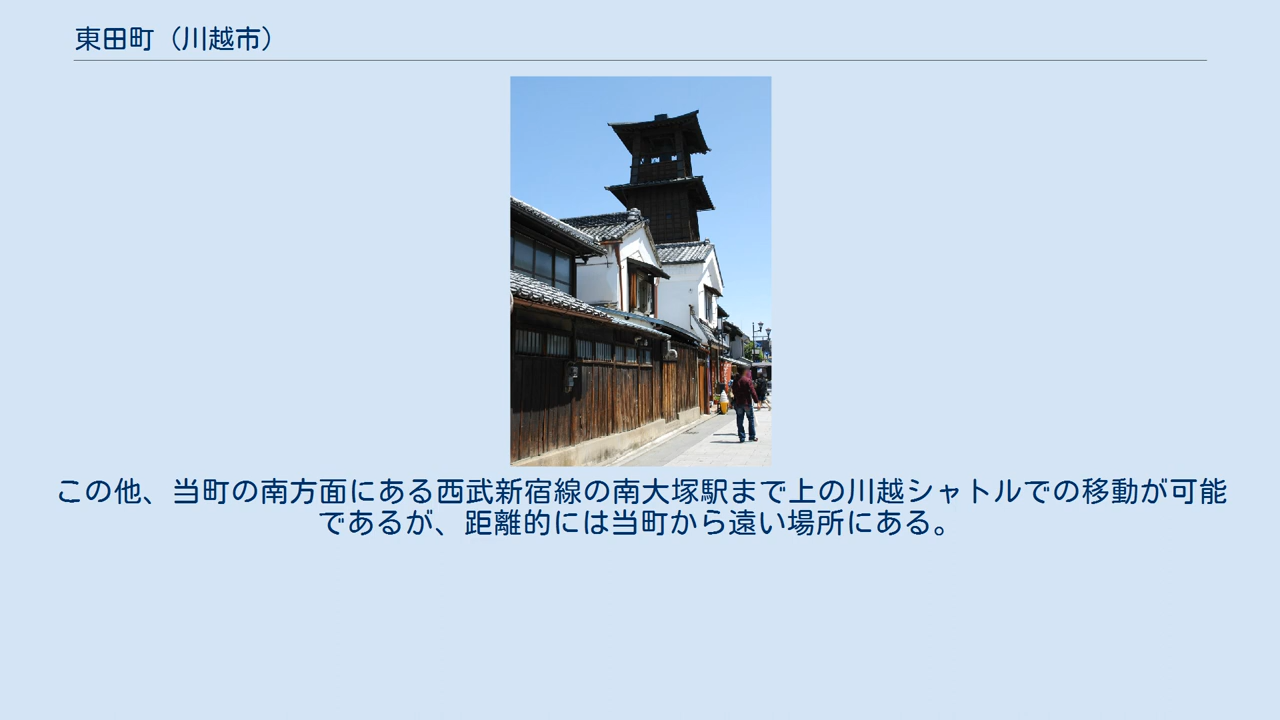 東田町（川越市）
この他、当町の南方面にある西武新宿線の南大塚駅まで上の川越シャトルでの移動が可能
であるが、距離的には当町から遠い場所にある。